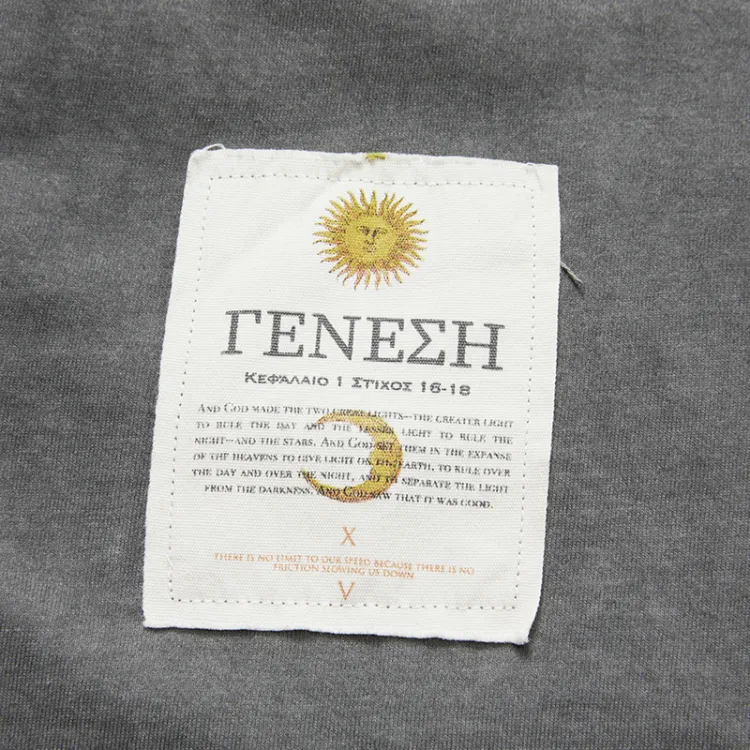 ΓΕΝΕΣΗ
ΚΕΦΆΛΑΙΟ 1 ΣΤΙΧΟΣ 16-18
AND GOD MADE THE TWO GREAT LIGHTS—THE GREATER LIGHT
TO RULE THE DAY AND THE LESSER LIGHT TO RULE THE
NIGHT—AND THE STARS. AND GOD SET THEM IN THE EXPANSE
OF THE HEAVENS TO GIVE LIGHT ON THE EARTH, TO RULE OVER
THE DAY AND OVER THE NIGHT, AND TO SEPARATE THE LIGHT
FROM THE DARKNESS. AND GOD SAW THAT IT WAS GOOD.
X
THERE IS NO LIMIT TO OUR SPEED BECAUSE THERE IS NO
FRICTION SLOWING US DOWN
V